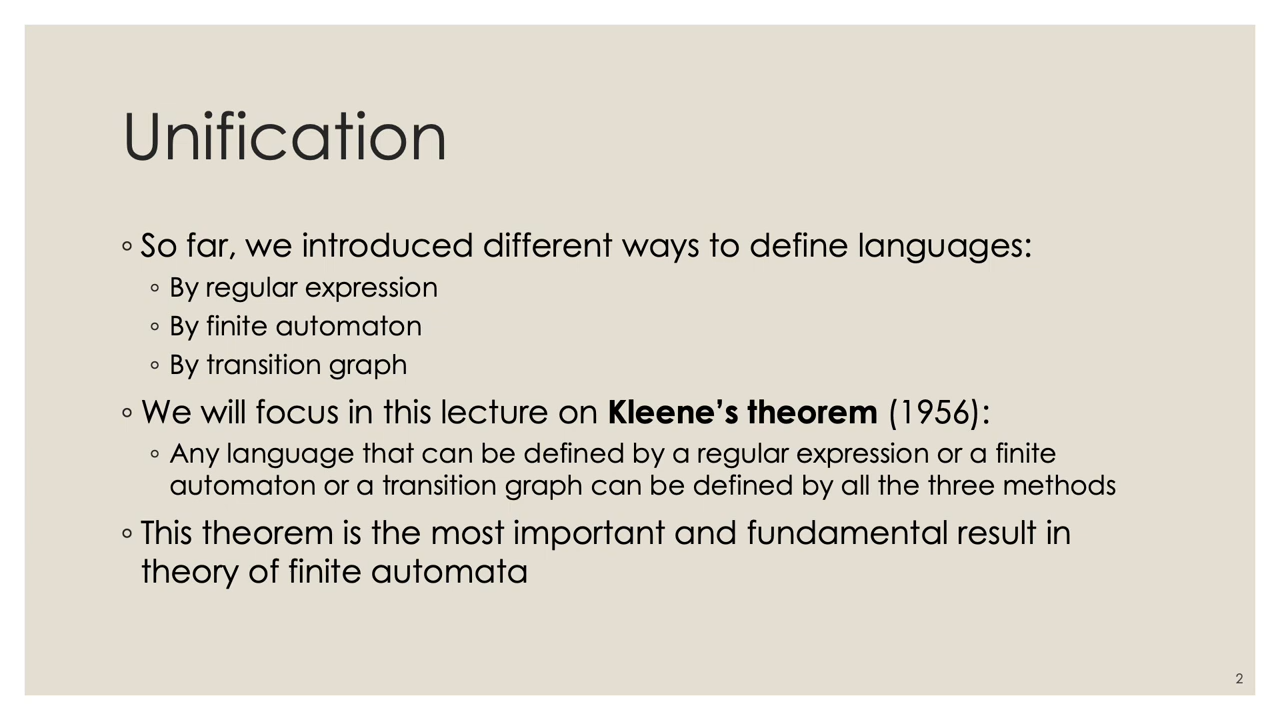 Unification
◦ So far, we introduced different ways to define languages:
◦ By regular expression
◦ By finite automaton
◦ By transition graph
◦ We will focus in this lecture on Kleene’s theorem (1956):
◦ Any language that can be defined by a regular expression or a finite
automaton or a transition graph can be defined by all the three methods
◦ This theorem is the most important and fundamental result in
theory of finite automata
2